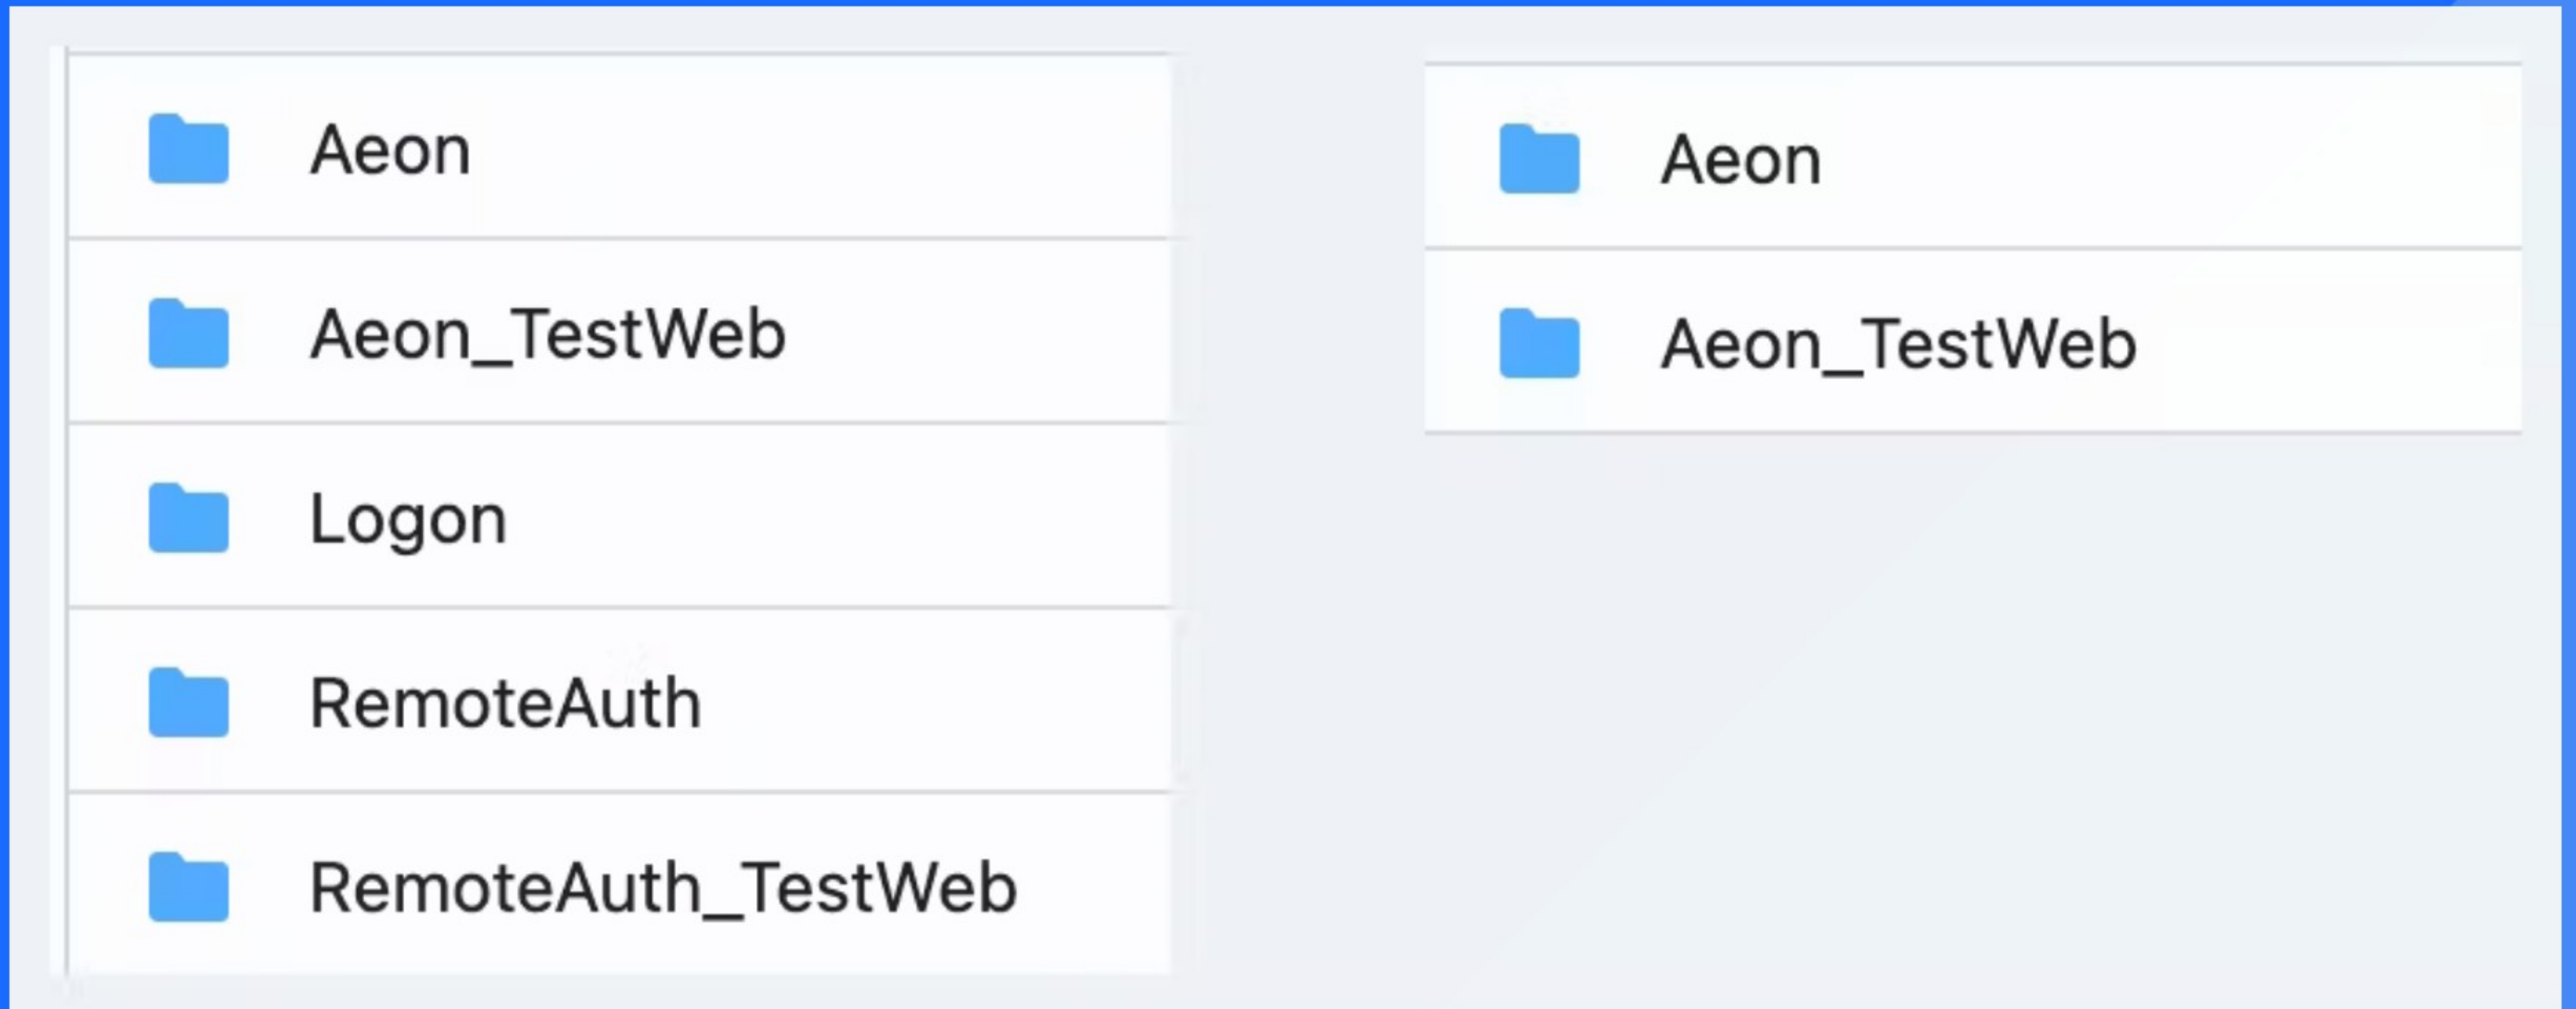 Aeon
Aeon_TestWeb
Logon
RemoteAuth
RemoteAuth_TestWeb
Aeon
Aeon_TestWeb